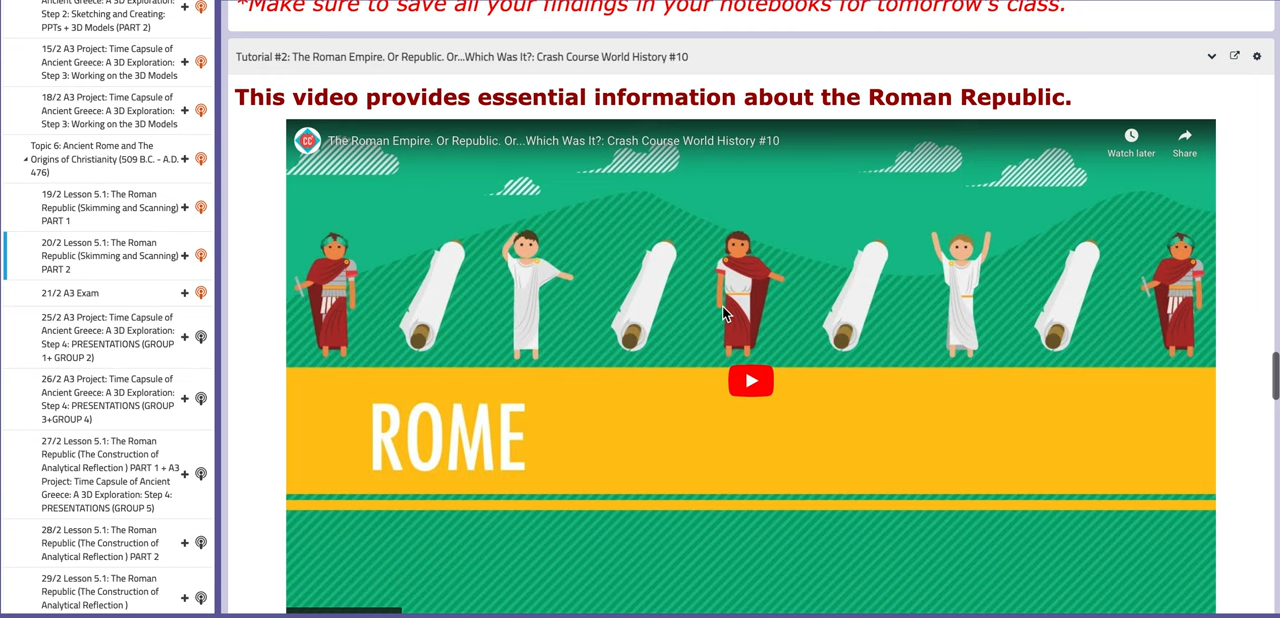 Ancient Greece: A 3D Exploration:
Step 2: Sketching and Creating:
PPTs + 3D Models (PART 2)
15/2 A3 Project: Time Capsule of
Ancient Greece: A 3D Exploration:
Step 3: Working on the 3D Models
18/2 A3 Project: Time Capsule of
Ancient Greece: A 3D Exploration:
Step 3: Working on the 3D Models
Topic 6: Ancient Rome and The
Origins of Christianity (509 B.C. - A.D.
476)
19/2 Lesson 5.1: The Roman
Republic (Skimming and Scanning)
PART 1
20/2 Lesson 5.1: The Roman
Republic (Skimming and Scanning)
PART 2
21/2 A3 Exam
25/2 A3 Project: Time Capsule of
Ancient Greece: A 3D Exploration:
Step 4: PRESENTATIONS (GROUP
1+ GROUP 2)
26/2 A3 Project: Time Capsule of
Ancient Greece: A 3D Exploration:
Step 4: PRESENTATIONS (GROUP
3+GROUP 4)
27/2 Lesson 5.1: The Roman
Republic (The Construction of
Analytical Reflection ) PART 1 + A3
Project: Time Capsule of Ancient
Greece: A 3D Exploration: Step 4:
PRESENTATIONS (GROUP 5)
28/2 Lesson 5.1: The Roman
Republic (The Construction of
Analytical Reflection ) PART 2
29/2 Lesson 5.1: The Roman
Republic (The Construction of
Analytical Reflection )
*Make sure to save all your findings in your notebooks for tomorrow's class.
Tutorial #2: The Roman Empire. Or Republic. Or...Which Was It?: Crash Course World History #10
This video provides essential information about the Roman Republic.
CC
The Roman Empire. Or Republic. Or...Which Was It?: Crash Course World History #10
Watch later
Share
ROME